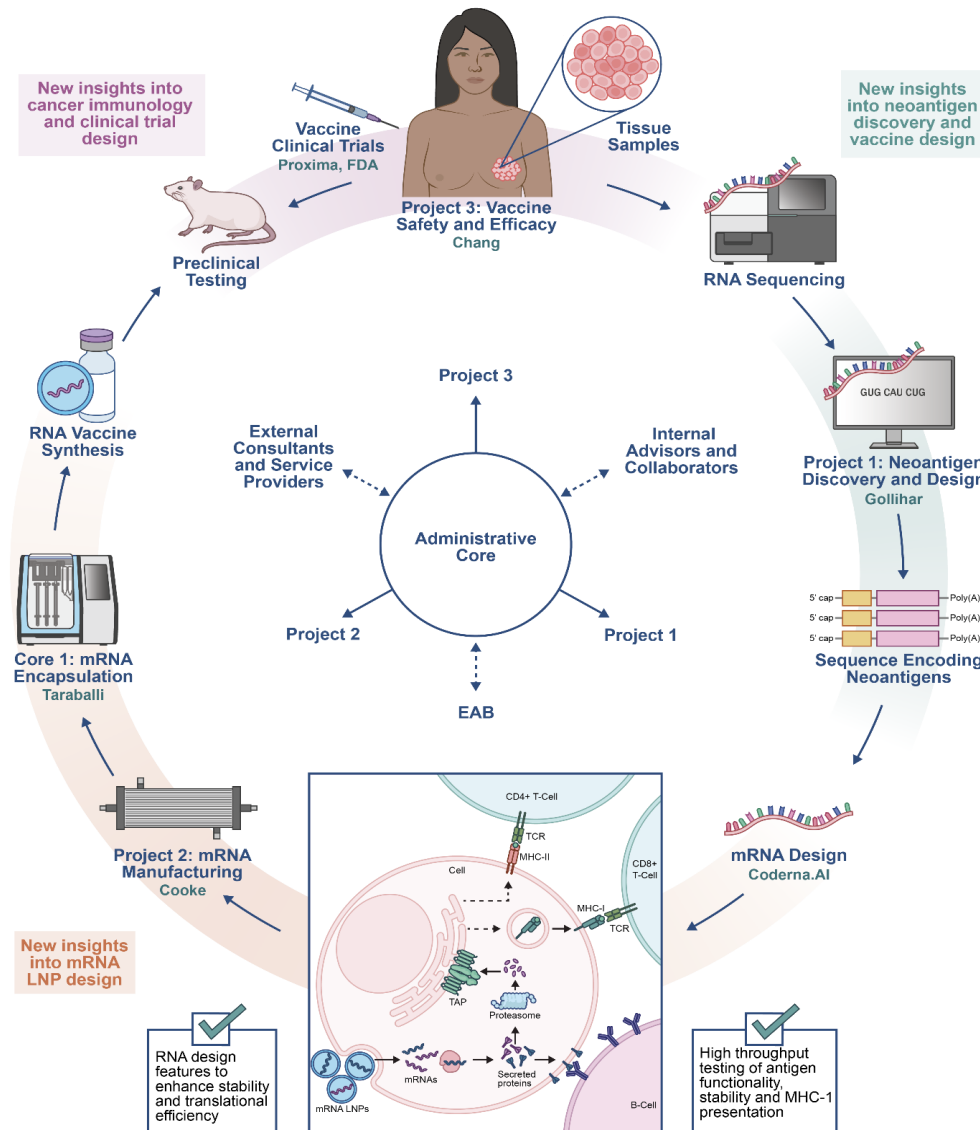 New insights into
cancer immunology
and clinical trial
design
Vaccine
Clinical Trials
Proxima, FDA
Tissue
Samples
New insights
into neoantigen
discovery and
vaccine design
Project 3: Vaccine
Safety and Efficacy
Chang
Preclinical
Testing
RNA Sequencing
RNA Vaccine
Synthesis
GUG CAU CUG
Project 1: Neoantigen
Discovery and Design
Gollihar
Project 3
External
Consultants
and Service
Providers
Internal
Advisors and
Collaborators
Administrative
Core
Project 2
Project 1
EAB
Core 1: mRNA
Encapsulation
Taraballi
5' cap
Poly(A)
5' cap
Poly(A)
5' cap
Poly(A)
Sequence Encoding
Neoantigens
Project 2: mRNA
Manufacturing
Cooke
mRNA Design
Coderna.AI
New insights
into mRNA
LNP design
CD4+ T-Cell
TCR
MHC-II
Cell
CD8+
T-Cell
MHC-I
TCR
TAP
Proteasome
mRNA LNPs
mRNAs
Secreted
proteins
B-Cell
RNA design
features to
enhance stability
and translational
efficiency
High throughput
testing of antigen
functionality,
stability and MHC-1
presentation